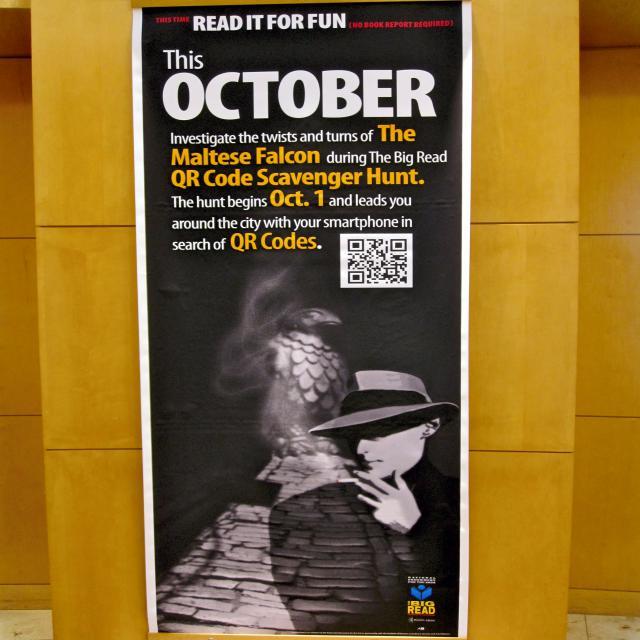 THIS TIME READ IT FOR FUN (NO BOOK REPORT REQUIRED)
This
OCTOBER
Investigate the twists and turns of The
Maltese Falcon during The Big Read
QR Code Scavenger Hunt.
The hunt begins Oct. 1 and leads you
around the city with your smartphone in
search of QR Codes.
THE BIG
READ